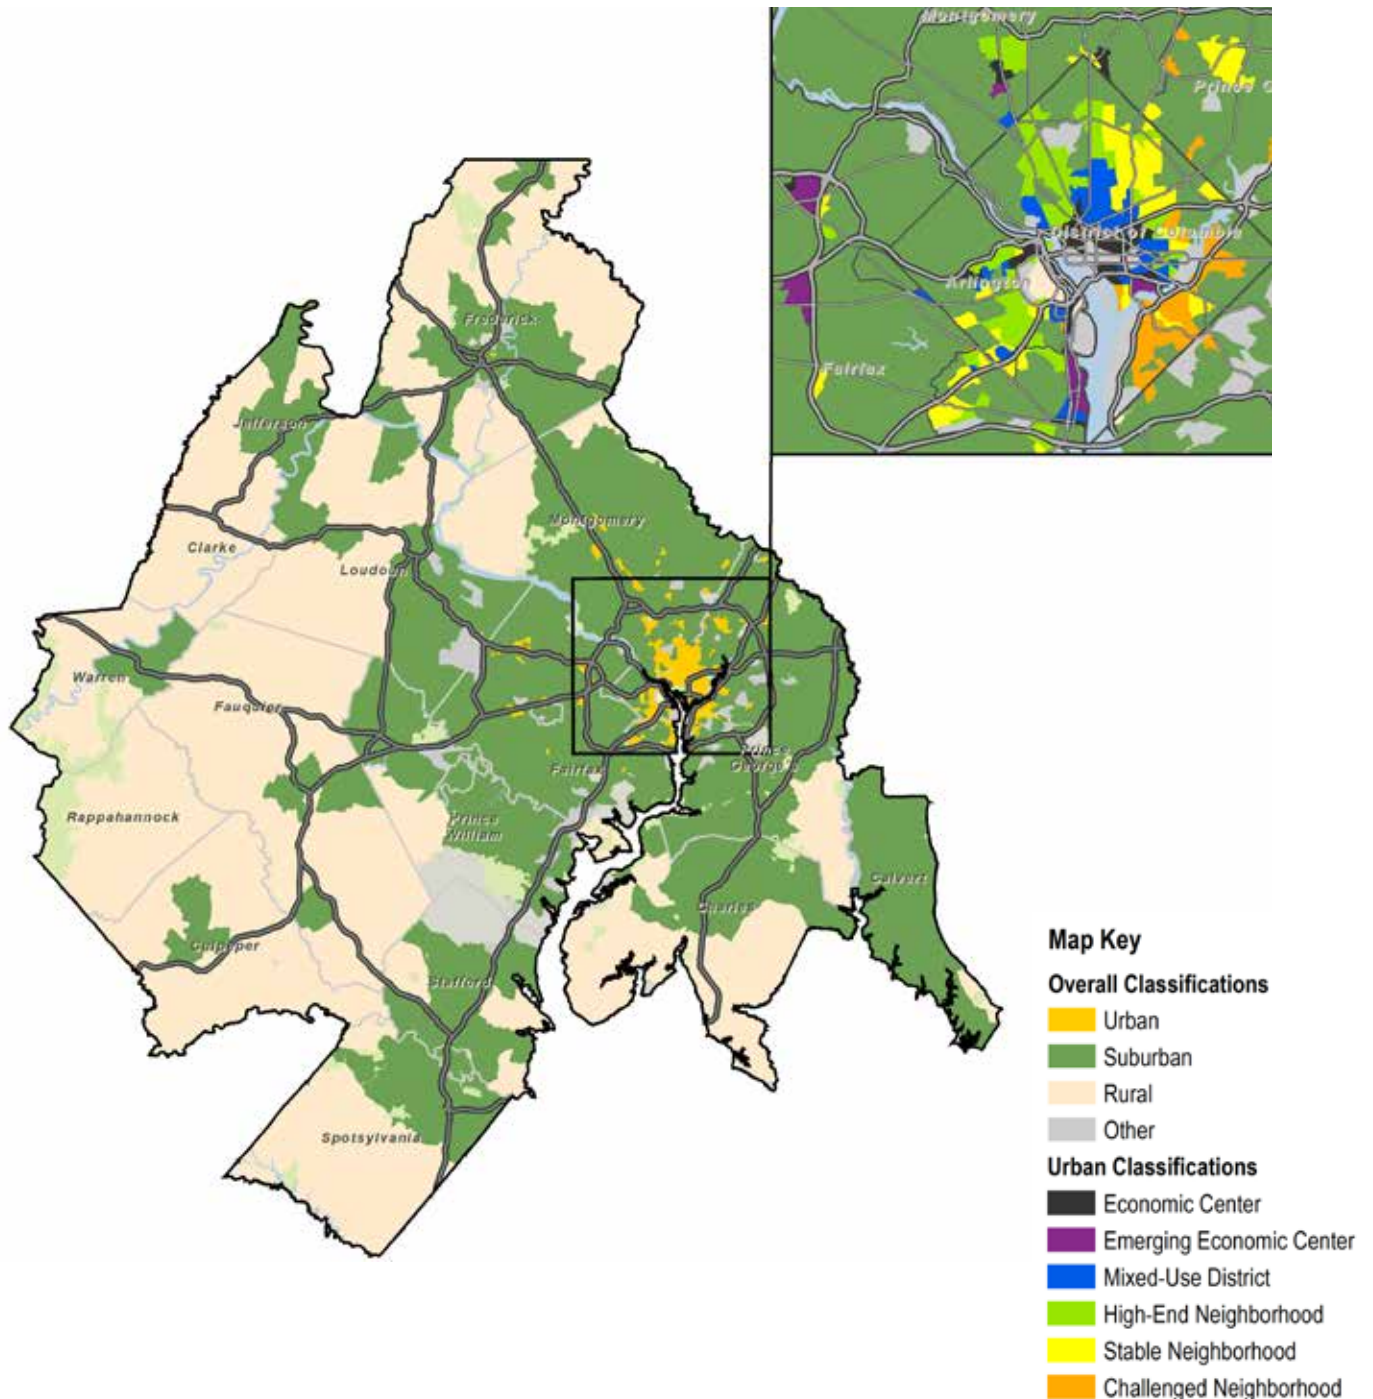 Montgomery
Prince G
District of Columbia
Arlington
Fairfax
Frederick
Jefferson
Montgomery
Clarke
Loudoun
Warren
Fauquier
Prince
George's
Fairfax
Rappahannock
Prince
William
Calvert
Charles
Culpeper
Stafford
Spotsylvania
Map Key
Overall Classifications
Urban
Suburban
Rural
Other
Urban Classifications
Economic Center
Emerging Economic Center
Mixed-Use District
High-End Neighborhood
Stable Neighborhood
Challenged Neighborhood